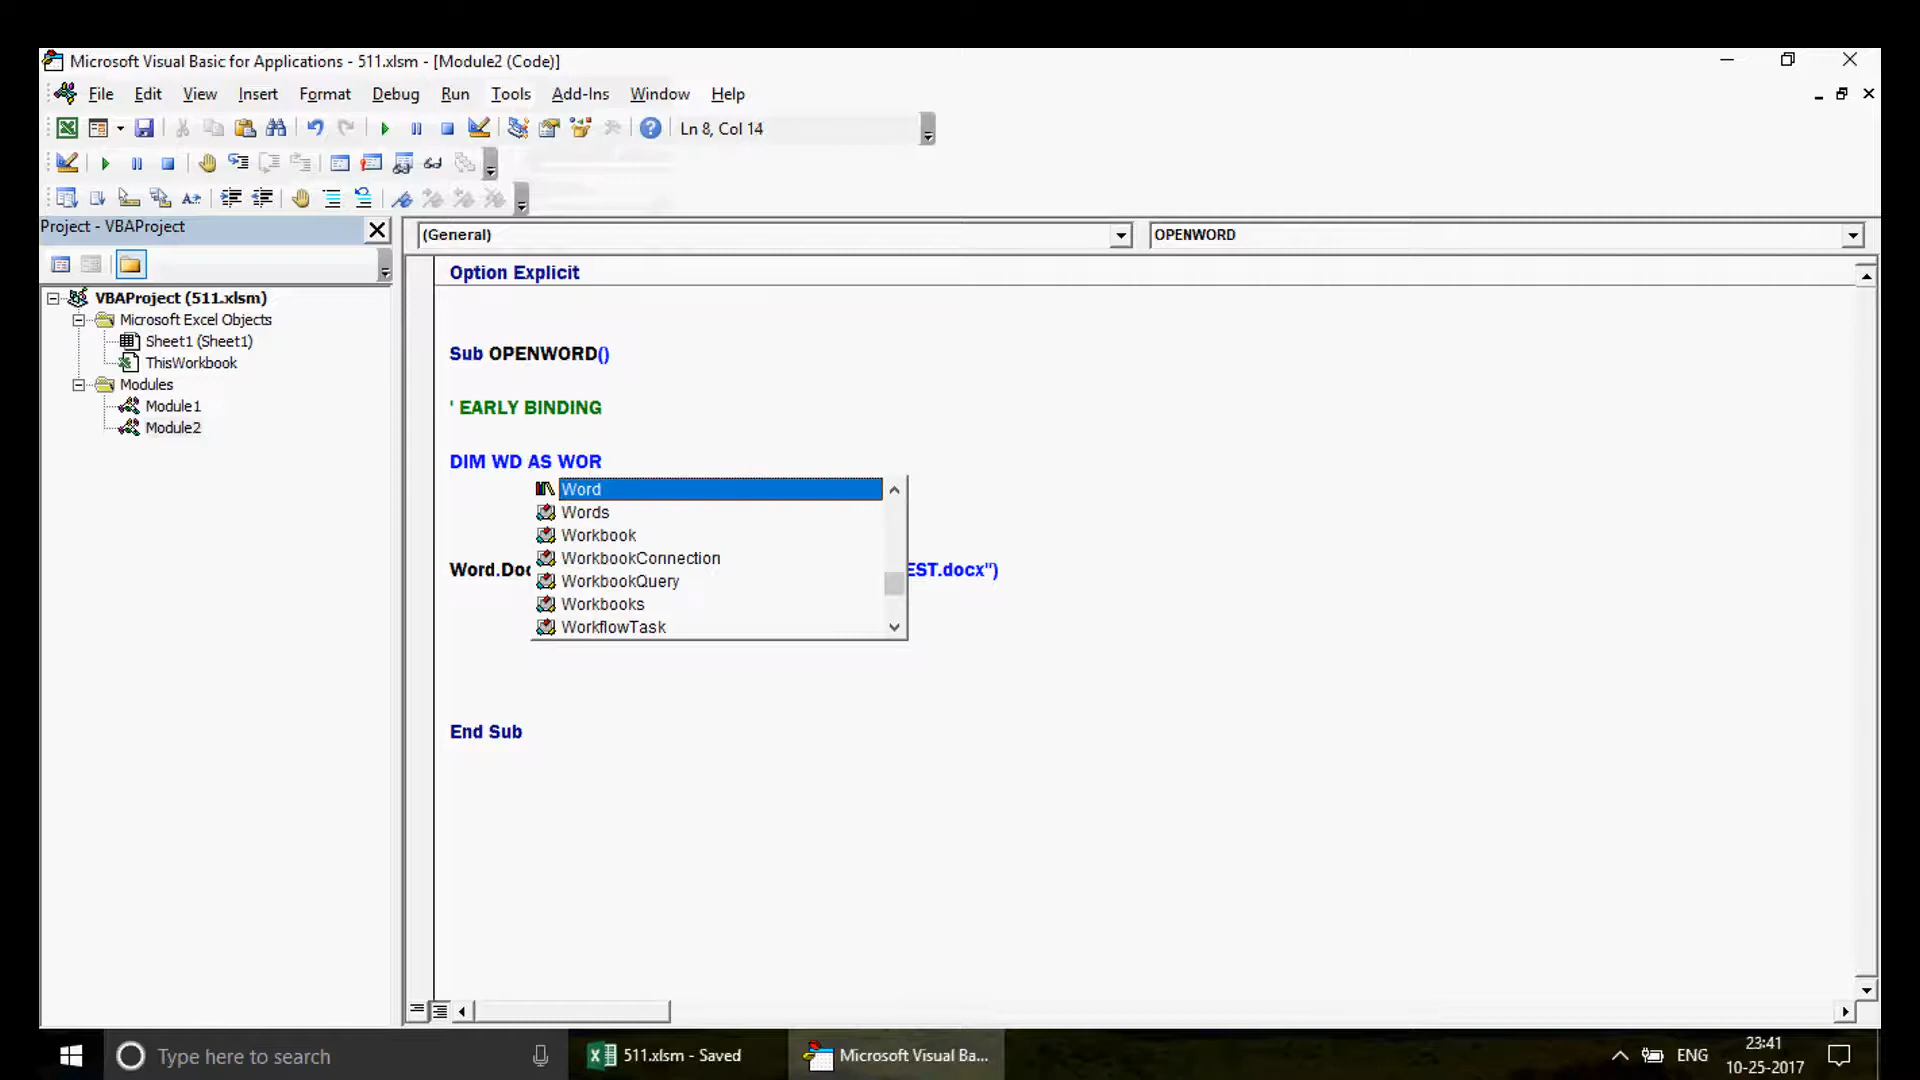 Microsoft Visual Basic for Applications - 511.xlsm - [Module2 (Code)]
File Edit View Insert Format Debug Run Tools Add-Ins Window Help
Ln 8, Col 14
Project - VBAProject
(General)
OPENWORD
VBAProject (511.xlsm)
Microsoft Excel Objects
Sheet1 (Sheet1)
ThisWorkbook
Modules
Module1
Module2
Option Explicit
Sub OPENWORD()
' EARLY BINDING
DIM WD AS WOR
Word
Words
Workbook
WorkbookConnection
WorkbookQuery
Workbooks
WorkflowTask
Word.Doc EST.docx")
End Sub
Type here to search
511.xlsm - Saved
Microsoft Visual Ba...
ENG
23:41
10-25-2017